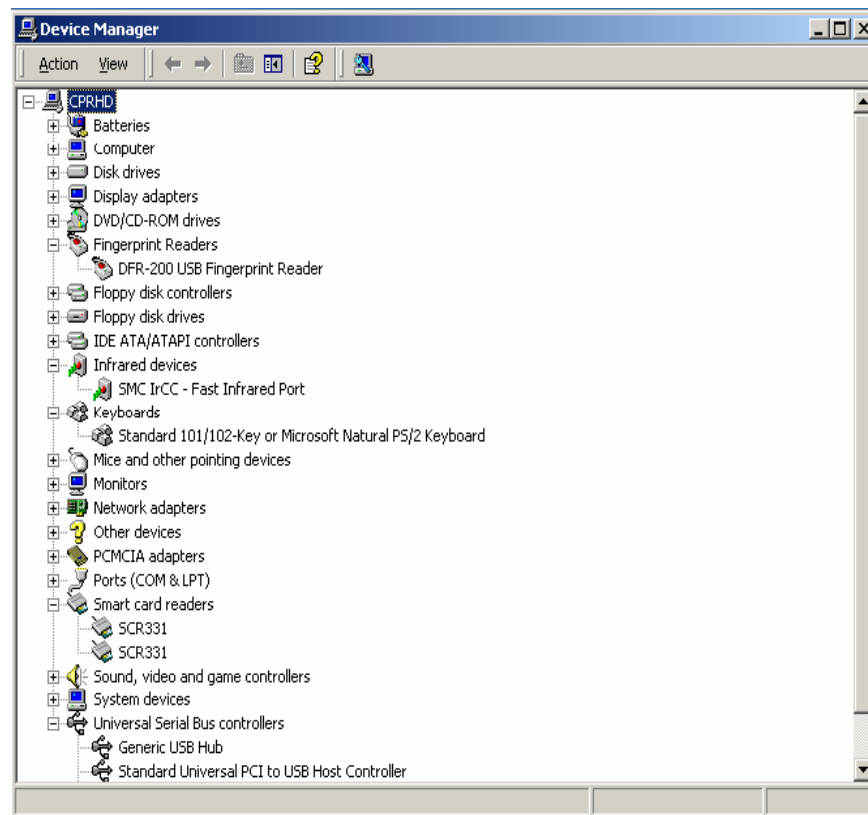 Device Manager
Action View
CPRHD
Batteries
Computer
Disk drives
Display adapters
DVD/CD-ROM drives
Fingerprint Readers
DFR-200 USB Fingerprint Reader
Floppy disk controllers
Floppy disk drives
IDE ATA/ATAPI controllers
Infrared devices
SMC IrCC - Fast Infrared Port
Keyboards
Standard 101/102-Key or Microsoft Natural PS/2 Keyboard
Mice and other pointing devices
Monitors
Network adapters
Other devices
PCMCIA adapters
Ports (COM & LPT)
Smart card readers
SCR331
SCR331
Sound, video and game controllers
System devices
Universal Serial Bus controllers
Generic USB Hub
Standard Universal PCI to USB Host Controller